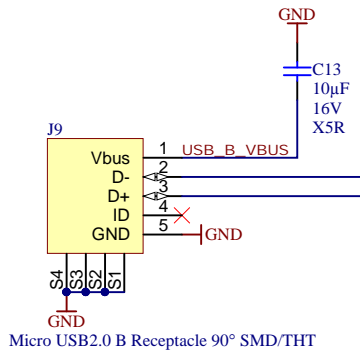 GND
C13
10µF
16V
X5R
J9
Vbus 1 USB_B_VBUS
D- 2
D+ 3
ID 4
GND 5 GND
S4 S3 S2 S1
GND
Micro USB2.0 B Receptacle 90° SMD/THT